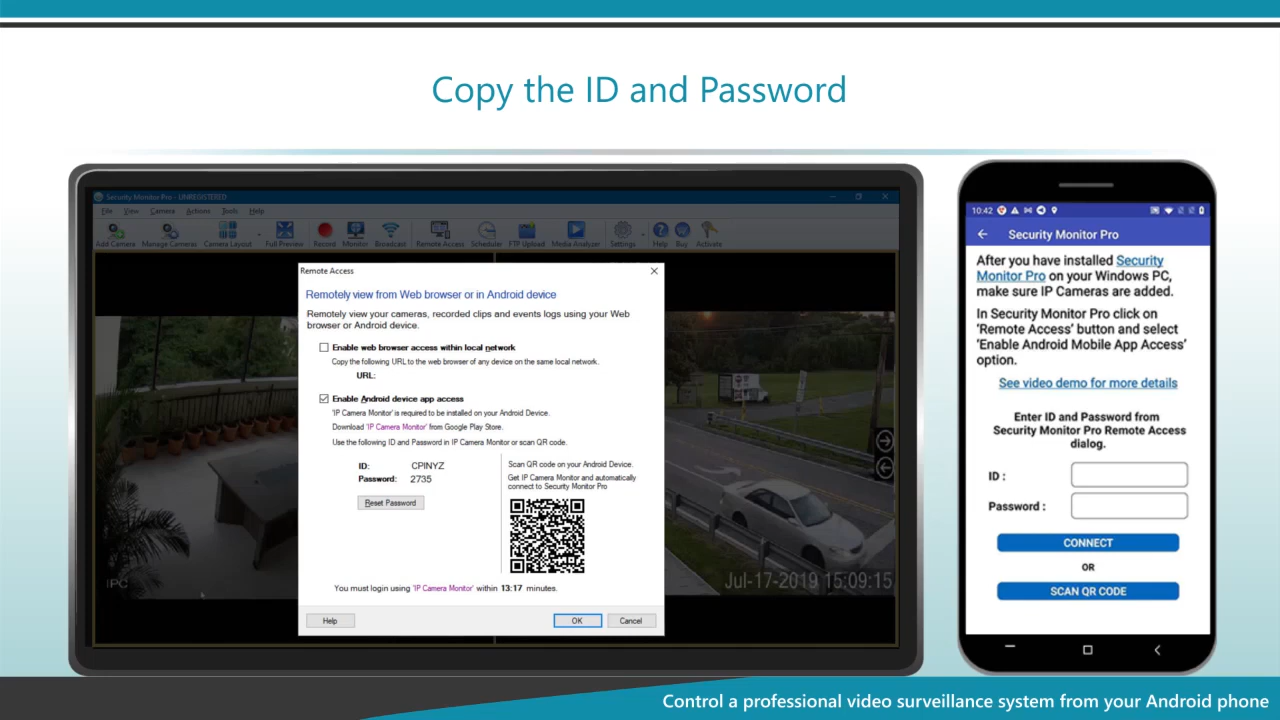 Copy the ID and Password
Security Monitor Pro - UNREGISTERED
File View Camera Actions Tools Help
Add Camera Manage Cameras Camera Layout Full Preview Record Monitor Broadcast Remote Access Scheduler FTP Upload Media Analyzer Settings Help Buy Activate
Remote Access
Remotely view from Web browser or in Android device
Remotely view your cameras, recorded clips and events logs using your Web
browser or Android device.
Enable web browser access within local network
Copy the following URL to the web browser of any device on the same local network.
URL:
Enable Android device app access
'IP Camera Monitor' is required to be installed on your Android Device.
Download 'IP Camera Monitor' from Google Play Store.
Use the following ID and Password in IP Camera Monitor or scan QR code.
ID: CPINYZ
Password: 2735
Reset Password
Scan QR code on your Android Device.
Get IP Camera Monitor and automatically
connect to Security Monitor Pro
You must login using 'IP Camera Monitor' within 13:17 minutes.
Help OK Cancel
IPC
Jul-17-2019 15:09:15
10:42
Security Monitor Pro
After you have installed Security
Monitor Pro on your Windows PC,
make sure IP Cameras are added.
In Security Monitor Pro click on
'Remote Access' button and select
'Enable Android Mobile App Access'
option.
See video demo for more details
Enter ID and Password from
Security Monitor Pro Remote Access
dialog.
ID :
Password :
CONNECT
OR
SCAN QR CODE
Control a professional video surveillance system from your Android phone